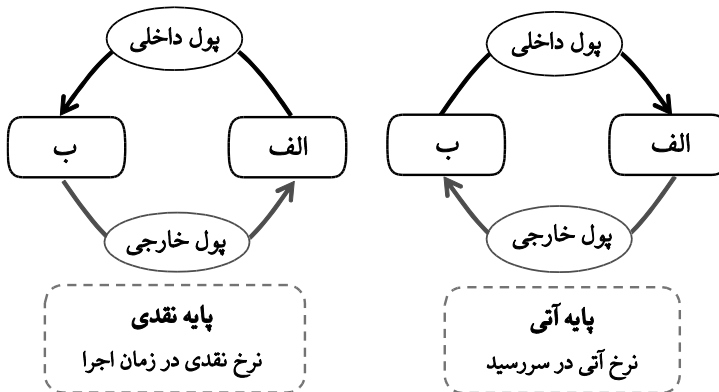 پول داخلی
الف
ب
پول خارجی
پایه نقدی
نرخ نقدی در زمان اجرا
پول داخلی
الف
ب
پول خارجی
پایه آتی
نرخ آتی در سررسید